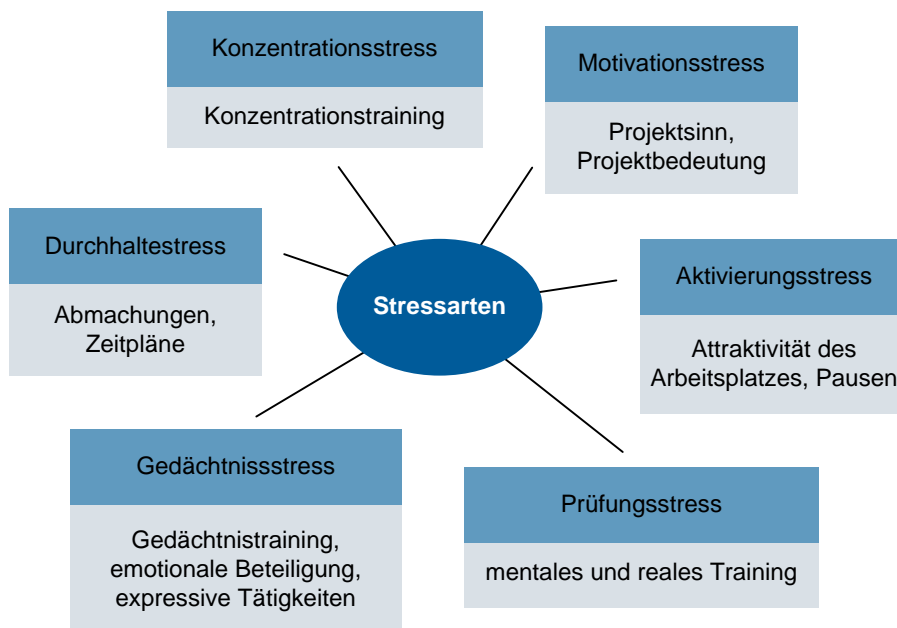 Konzentrationsstress
Konzentrationstraining
Motivationsstress
Projektsinn,
Projektbedeutung
Durchhaltestress
Abmachungen,
Zeitpläne
Stressarten
Aktivierungsstress
Attraktivität des
Arbeitsplatzes, Pausen
Gedächtnissstress
Gedächtnistraining,
emotionale Beteiligung,
expressive Tätigkeiten
Prüfungsstress
mentales und reales Training